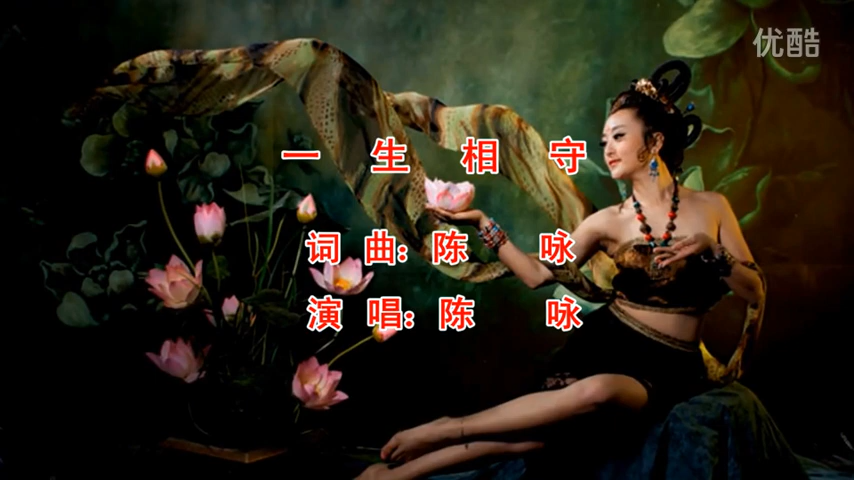 优酷
一 生 相 守
词 曲: 陈 咏
演 唱: 陈 咏